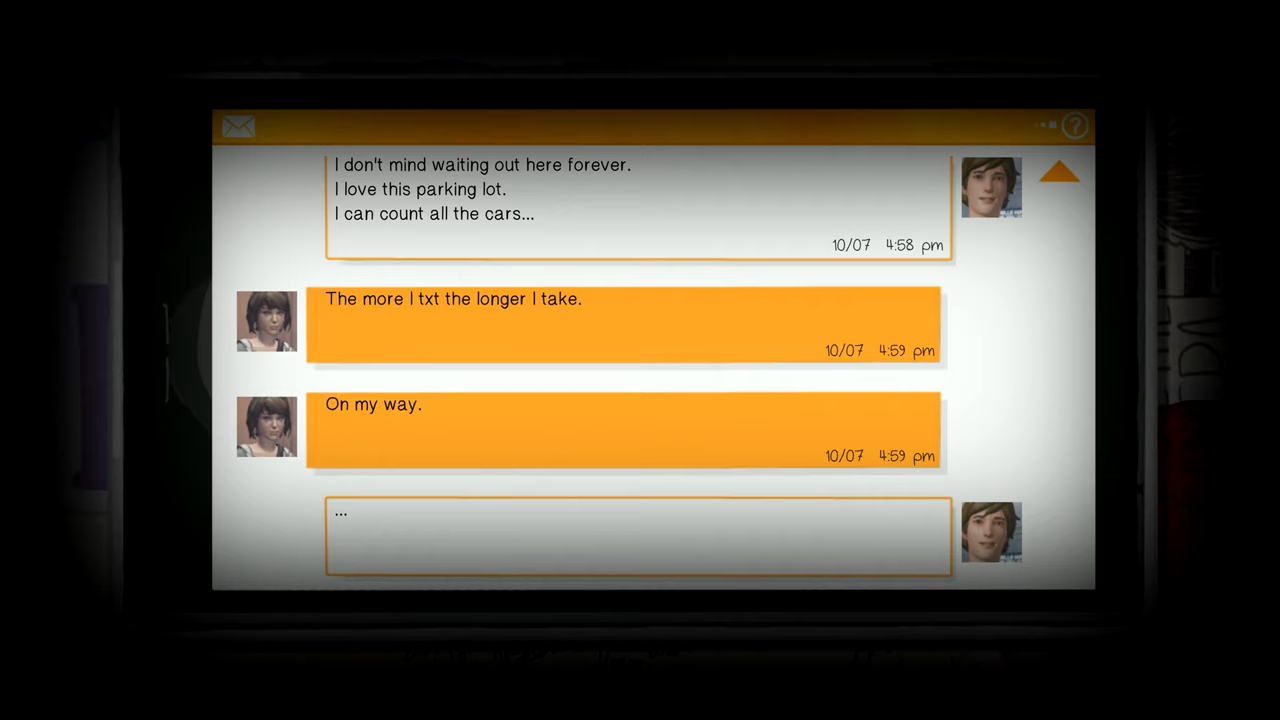 ?
I don't mind waiting out here forever.
I love this parking lot.
I can count all the cars...
10/07 4:58 pm
The more I txt the longer I take.
10/07 4:59 pm
On my way.
10/07 4:59 pm
...